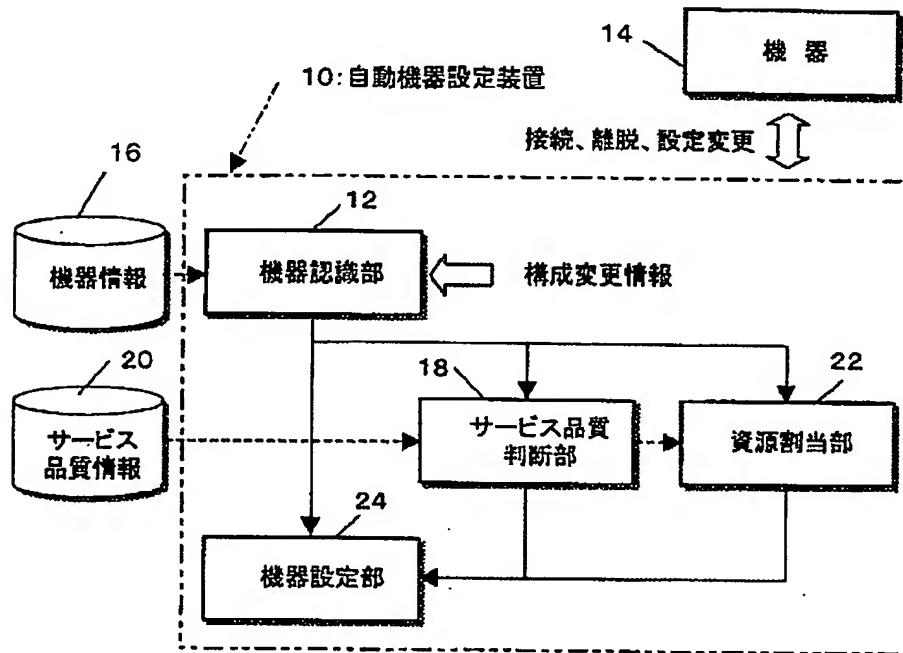 14
機 器
10:自動機器設定装置
接続、離脱、設定変更
16
12
機器情報
機器認識部
構成変更情報
20
18
22
サービス
品質情報
サービス品質
判断部
資源割当部
24
機器設定部